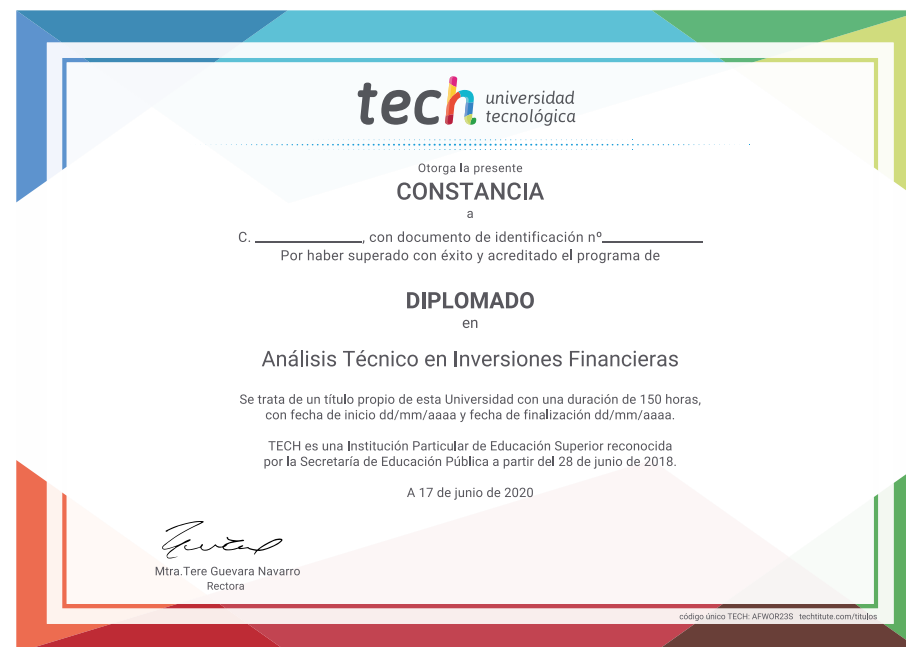 tech universidad
tecnológica
Otorga la presente
CONSTANCIA
a
C. ____________, con documento de identificación nº____________
Por haber superado con éxito y acreditado el programa de
DIPLOMADO
en
Análisis Técnico en Inversiones Financieras
Se trata de un título propio de esta Universidad con una duración de 150 horas,
con fecha de inicio dd/mm/aaaa y fecha de finalización dd/mm/aaaa.
TECH es una Institución Particular de Educación Superior reconocida
por la Secretaría de Educación Pública a partir del 28 de junio de 2018.
A 17 de junio de 2020
Mtra.Tere Guevara Navarro
Rectora
código único TECH: AFWOR23S techtitute.com/titulos